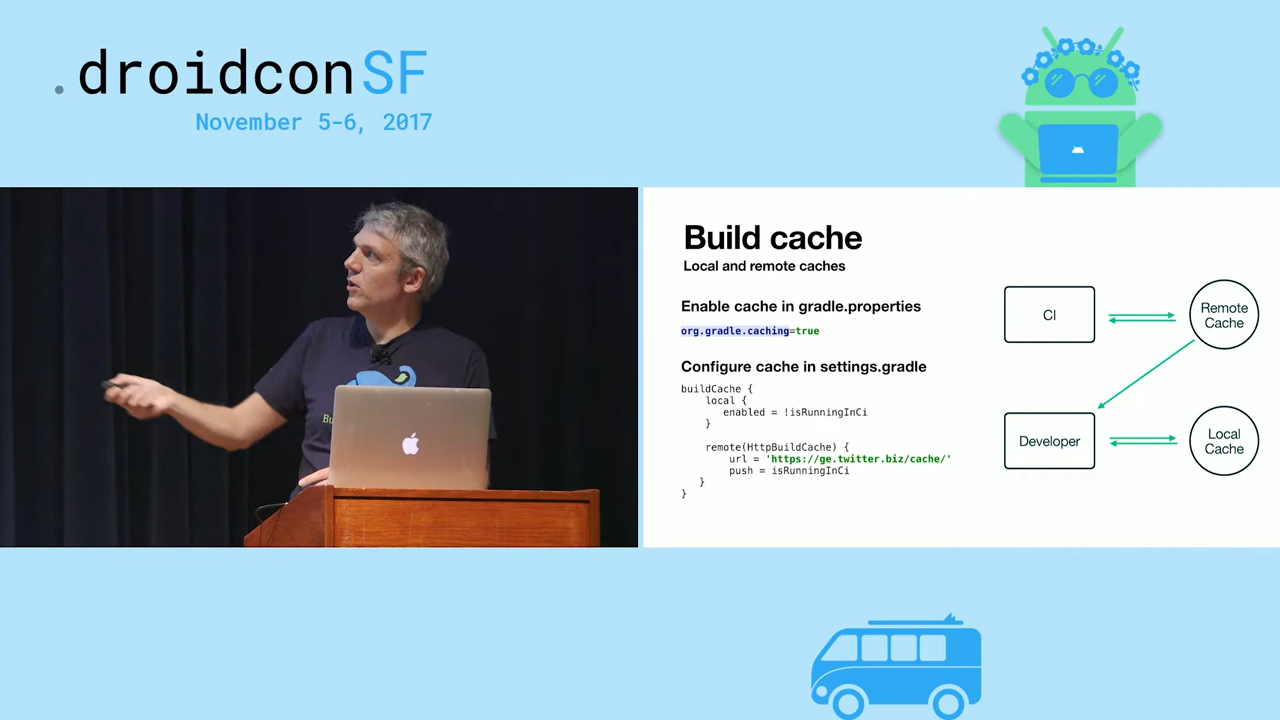 .droidconSF
November 5-6, 2017
Build cache
Local and remote caches
Enable cache in gradle.properties
org.gradle.caching=true
Configure cache in settings.gradle
buildCache {
local {
enabled = !isRunningInCi
}
remote(HttpBuildCache) {
url = 'https://ge.twitter.biz/cache/'
push = isRunningInCi
}
}
CI
Remote
Cache
Developer
Local
Cache
Bu